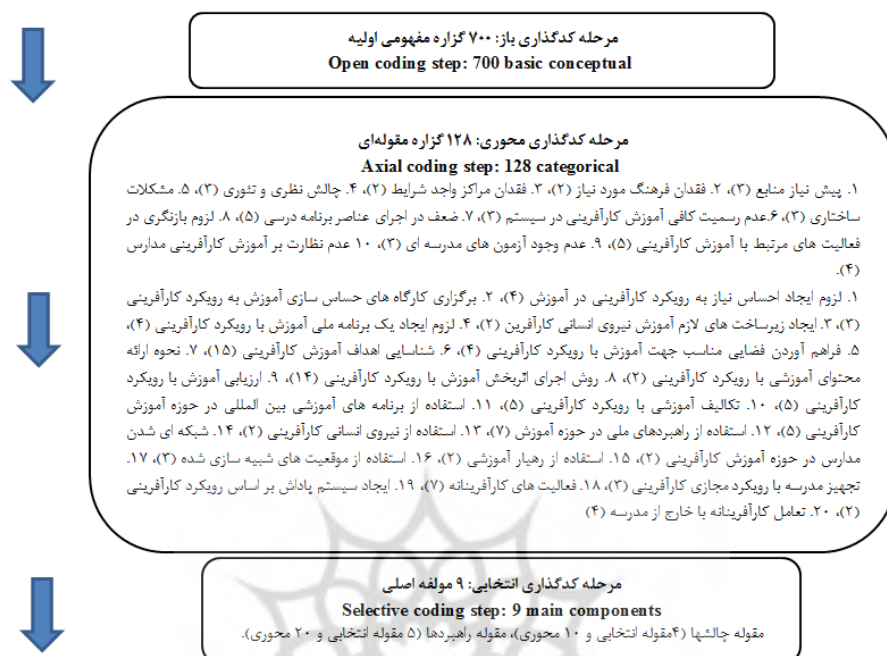 مرحله کدگذاری باز: ۷۰۰ گزاره مفهومی اولیه
Open coding step: 700 basic conceptual
مرحله کدگذاری محوری: ۱۲۸ گزاره مقوله‌ای
Axial coding step: 128 categorical
۱. پیش نیاز منابع (۳)، ۲. فقدان فرهنگ مورد نیاز (۲)، ۳. فقدان مراکز واجد شرایط (۲)، ۴. چالش نظری و تئوری (۳)، ۵. مشکلات
ساختاری (۳)، ۶.عدم رسمیت کافی آموزش کارآفرینی در سیستم (۳)، ۷. ضعف در اجرای عناصر برنامه درسی (۵)، ۸. لزوم بازنگری در
فعالیت های مرتبط با آموزش کارآفرینی (۵)، ۹. عدم وجود آزمون های مدرسه ای (۳)، ۱۰ عدم نظارت بر آموزش کارآفرینی مدارس
(۴).
۱. لزوم ایجاد احساس نیاز به رویکرد کارآفرینی در آموزش (۴)، ۲. برگزاری کارگاه های حساس سازی آموزش به رویکرد کارآفرینی
(۳)، ۳. ایجاد زیرساخت های لازم آموزش نیروی انسانی کارآفرین (۲)، ۴. لزوم ایجاد یک برنامه ملی آموزش با رویکرد کارآفرینی (۴)،
۵. فراهم آوردن فضایی مناسب جهت آموزش با رویکرد کارآفرینی (۴)، ۶. شناسایی اهداف آموزش کارآفرینی (۱۵)، ۷. نحوه ارائه
محتوای آموزشی با رویکرد کارآفرینی (۲)، ۸. روش اجرای اثربخش آموزش با رویکرد کارآفرینی (۱۴)، ۹. ارزیابی آموزش با رویکرد
کارآفرینی (۵)، ۱۰. تکالیف آموزشی با رویکرد کارآفرینی (۵)، ۱۱. استفاده از برنامه های آموزشی بین المللی در حوزه آموزش
کارآفرینی (۵)، ۱۲. استفاده از راهبردهای ملی در حوزه آموزش (۷)، ۱۳. استفاده از نیروی انسانی کارآفرینی (۲)، ۱۴. شبکه ای شدن
مدارس در حوزه آموزش کارآفرینی (۲)، ۱۵. استفاده از رهیار آموزشی (۲)، ۱۶. استفاده از موقعیت های شبیه سازی شده (۳)، ۱۷.
تجهیز مدرسه با رویکرد مجازی کارآفرینی (۳)، ۱۸. فعالیت های کارآفرینانه (۷)، ۱۹. ایجاد سیستم پاداش بر اساس رویکرد کارآفرینی
(۲)، ۲۰. تعامل کارآفرینانه با خارج از مدرسه (۴)
مرحله کدگذاری انتخابی: ۹ مولفه اصلی
Selective coding step: 9 main components
مقوله چالشها (۴مقوله انتخابی و ۱۰ محوری)، مقوله راهبردها (۵ مقوله انتخابی و ۲۰ محوری).